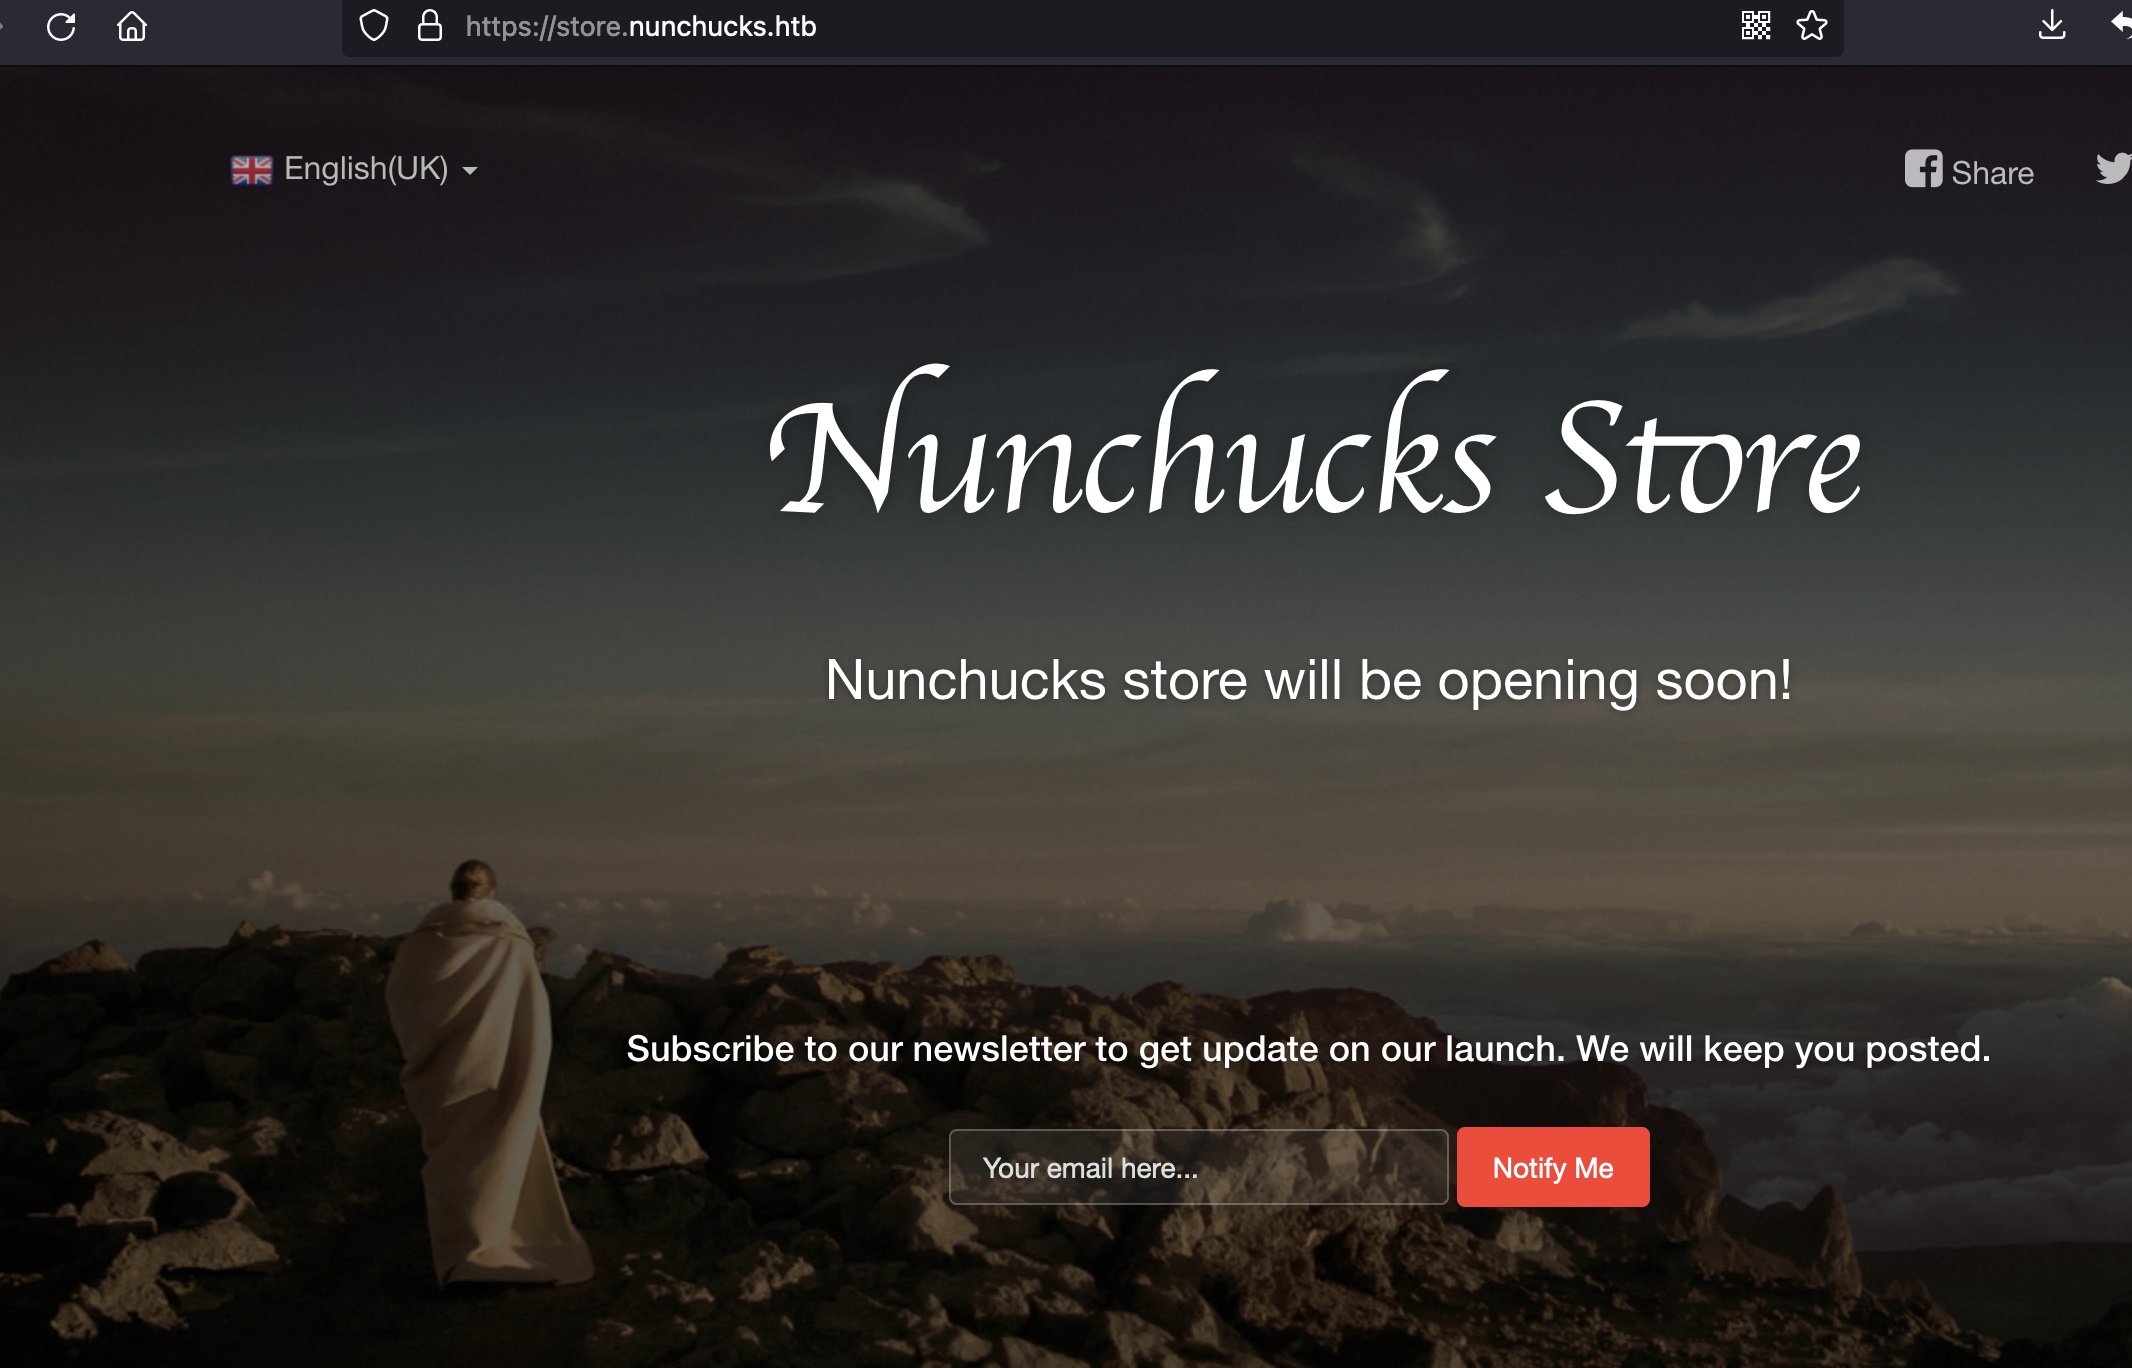 https://store.nunchucks.htb
English(UK)
Share
Nunchucks Store
Nunchucks store will be opening soon!
Subscribe to our newsletter to get update on our launch. We will keep you posted.
Your email here...
Notify Me